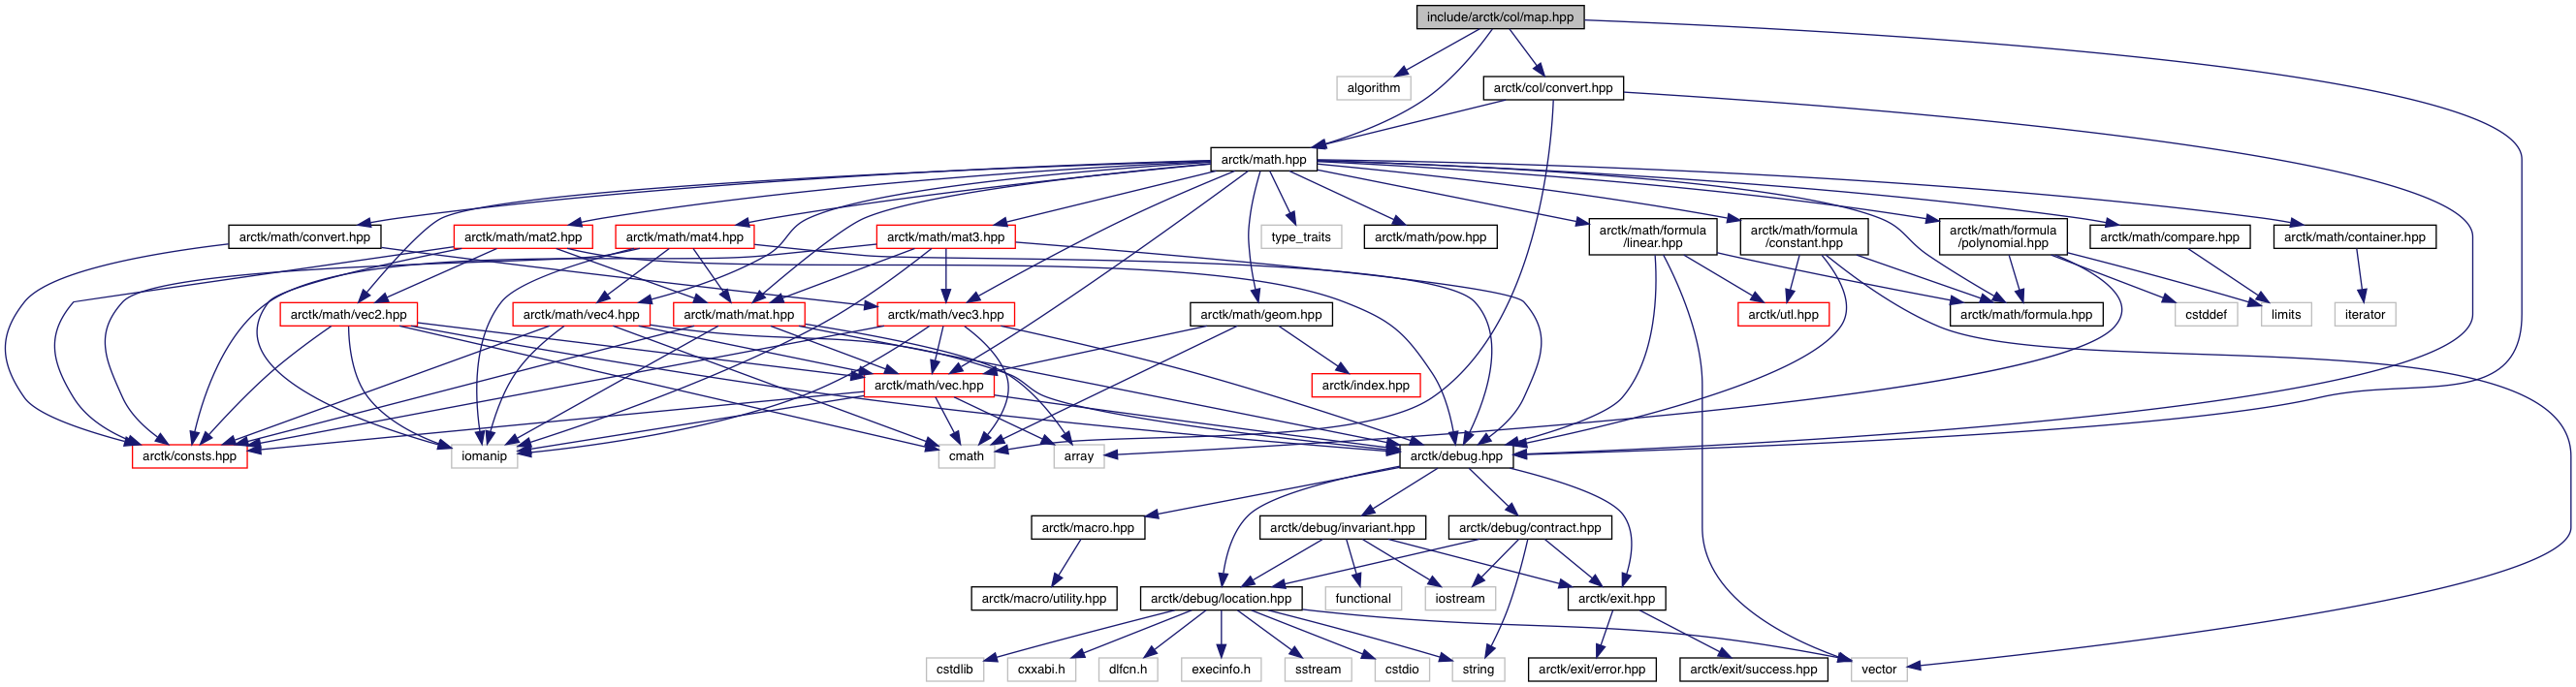 include/arctk/col/map.hpp
algorithm
arctk/col/convert.hpp
arctk/math.hpp
arctk/math/convert.hpp
arctk/math/mat2.hpp
arctk/math/mat4.hpp
arctk/math/mat3.hpp
type_traits
arctk/math/pow.hpp
arctk/math/formula
/linear.hpp
arctk/math/formula
/constant.hpp
arctk/math/formula
/polynomial.hpp
arctk/math/compare.hpp
arctk/math/container.hpp
arctk/math/vec2.hpp
arctk/math/vec4.hpp
arctk/math/mat.hpp
arctk/math/vec3.hpp
arctk/math/geom.hpp
arctk/utl.hpp
arctk/math/formula.hpp
cstddef
limits
iterator
arctk/math/vec.hpp
arctk/index.hpp
arctk/consts.hpp
iomanip
cmath
array
arctk/debug.hpp
arctk/macro.hpp
arctk/debug/invariant.hpp
arctk/debug/contract.hpp
arctk/macro/utility.hpp
arctk/debug/location.hpp
functional
iostream
arctk/exit.hpp
cstdlib
cxxabi.h
dlfcn.h
execinfo.h
sstream
cstdio
string
arctk/exit/error.hpp
arctk/exit/success.hpp
vector